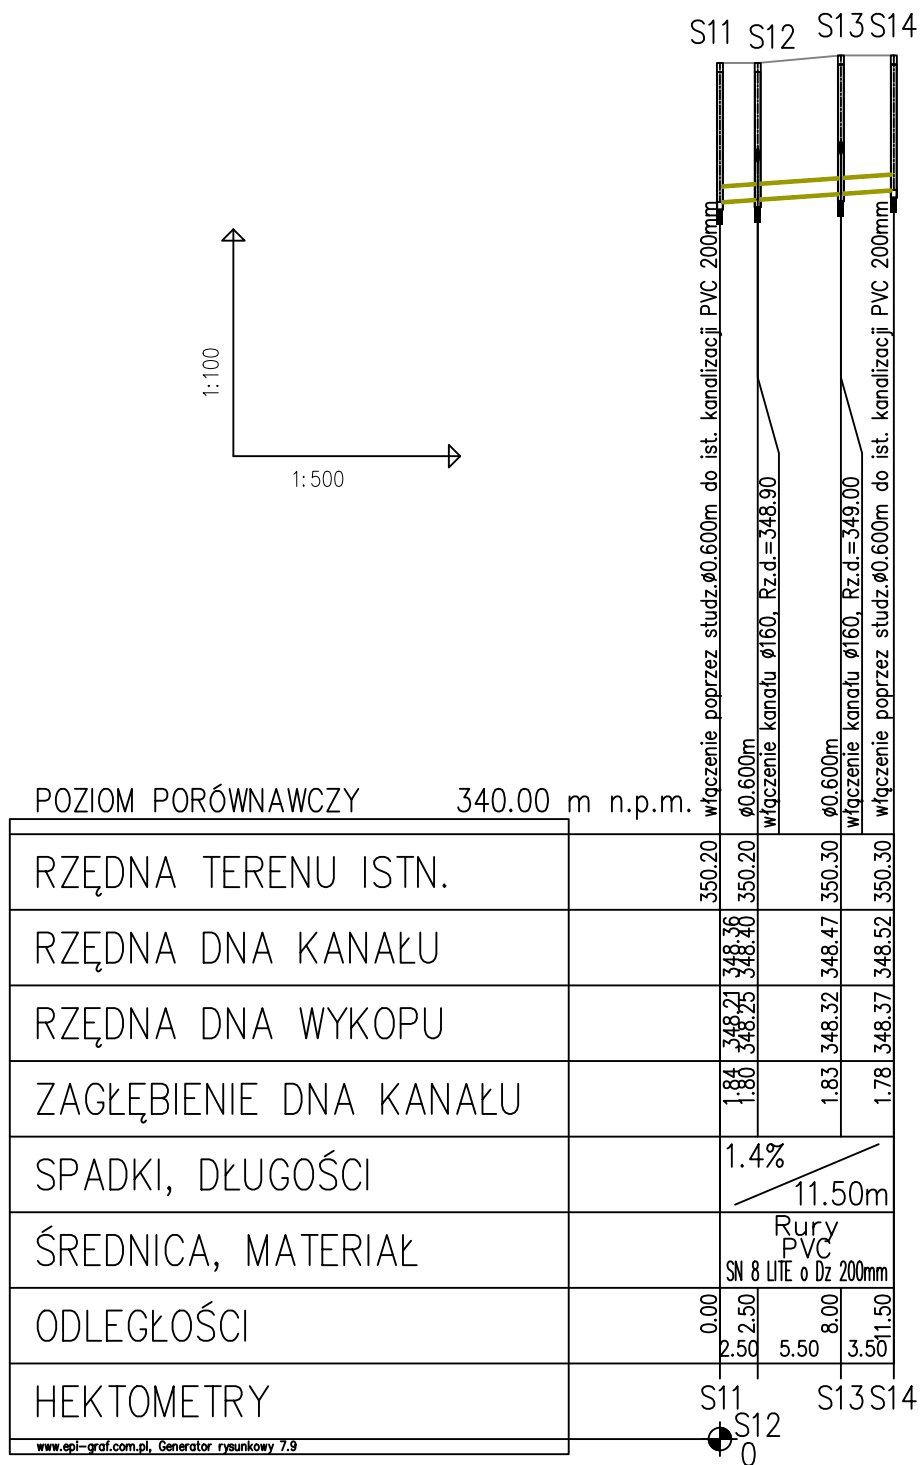 S11 S12 S13 S14
1:100
1:500
włączenie poprzez studz.ø0.600m do ist. kanalizacji PVC 200mm
ø0.600m
włączenie kanału ø160, Rz.d.=348.90
ø0.600m
włączenie kanału ø160, Rz.d.=349.00
włączenie poprzez studz.ø0.600m do ist. kanalizacji PVC 200mm
POZIOM PORÓWNAWCZY 340.00 m n.p.m.
RZĘDNA TERENU ISTN. 350.20 350.20 350.30 350.30
RZĘDNA DNA KANAŁU 348.36 348.40 348.47 348.52
RZĘDNA DNA WYKOPU 348.21 348.25 348.32 348.37
ZAGŁĘBIENIE DNA KANAŁU 1.84 1.80 1.83 1.78
SPADKI, DŁUGOŚCI 1.4% 11.50m
ŚREDNICA, MATERIAŁ Rury
PVC
SN 8 LITE o Dz 200mm
ODLEGŁOŚCI 0.00 2.50 8.00 11.50
2.50 5.50 3.50
HEKTOMETRY S11 S13 S14
S12
0
www.epi-graf.com.pl, Generator rysunkowy 7.9